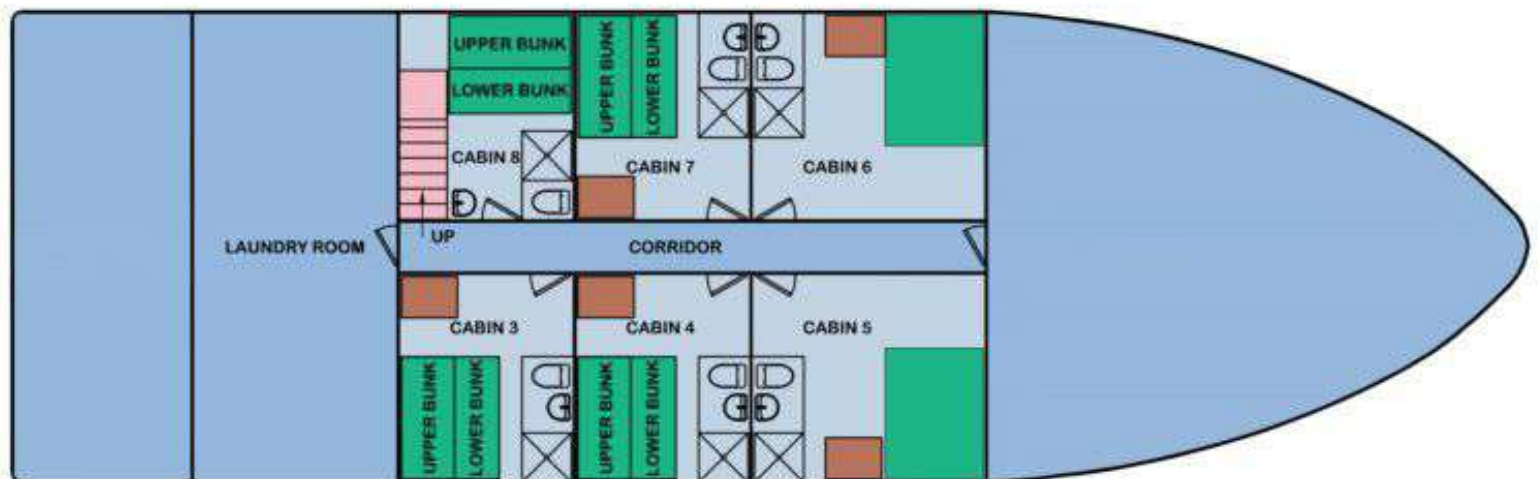 UPPER BUNK
LOWER BUNK
CABIN 8
UP
UPPER BUNK
LOWER BUNK
CABIN 7
CABIN 6
LAUNDRY ROOM
CORRIDOR
CABIN 3
UPPER BUNK
LOWER BUNK
CABIN 4
UPPER BUNK
LOWER BUNK
CABIN 5